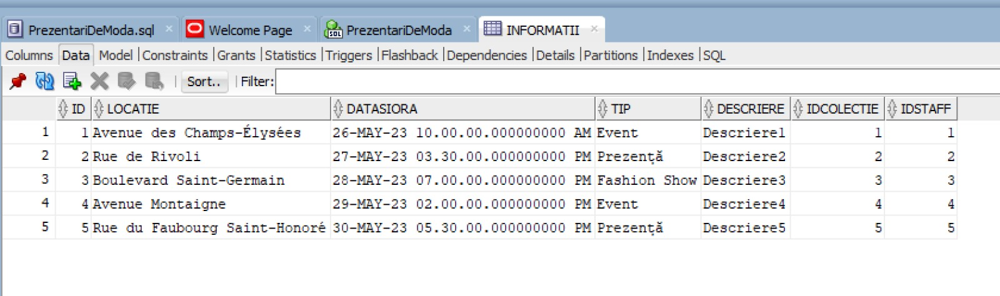 PrezentariDeModa.sql Welcome Page PrezentariDeModa INFORMATII
Columns Data Model Constraints Grants Statistics Triggers Flashback Dependencies Details Partitions Indexes SQL
Sort.. Filter:
ID LOCATIE DATASIORA TIP DESCRIERE IDCOLECTIE IDSTAFF
1 1 Avenue des Champs-Élysées 26-MAY-23 10.00.00.000000000 AM Event Descriere1 1 1
2 2 Rue de Rivoli 27-MAY-23 03.30.00.000000000 PM Prezență Descriere2 2 2
3 3 Boulevard Saint-Germain 28-MAY-23 07.00.00.000000000 PM Fashion Show Descriere3 3 3
4 4 Avenue Montaigne 29-MAY-23 02.00.00.000000000 PM Event Descriere4 4 4
5 5 Rue du Faubourg Saint-Honoré 30-MAY-23 05.30.00.000000000 PM Prezență Descriere5 5 5